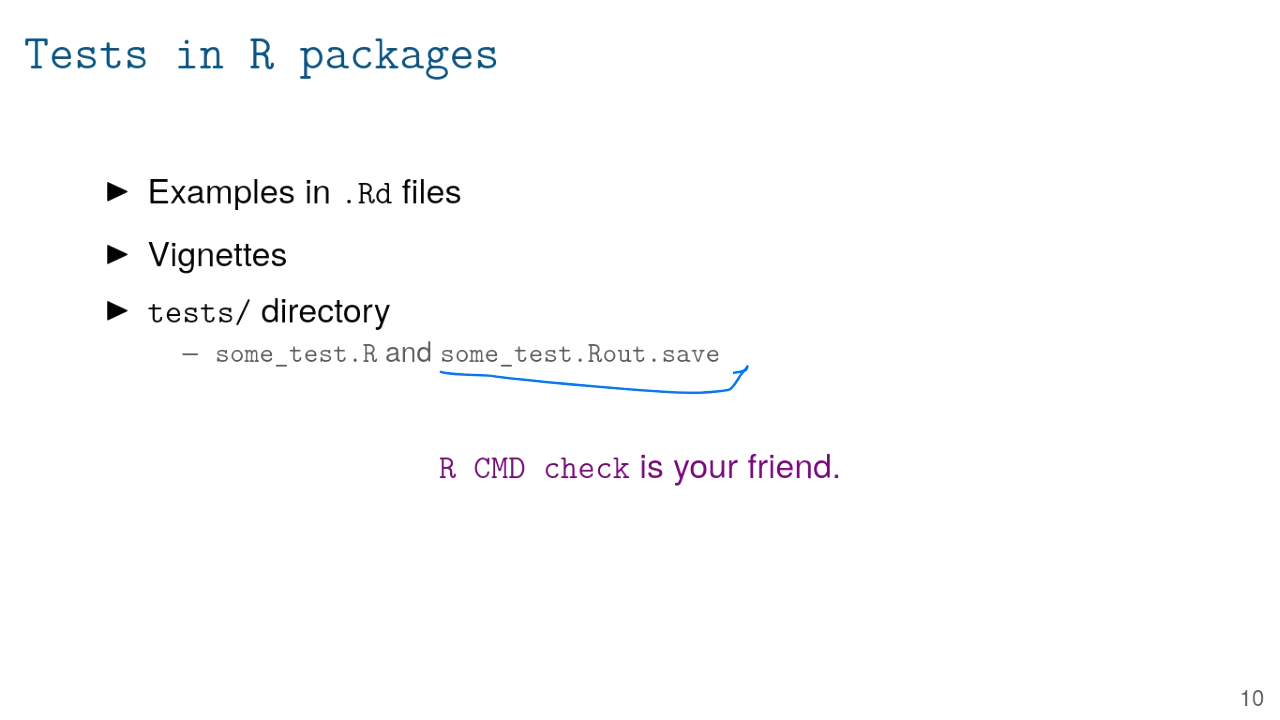 Tests in R packages
▶ Examples in .Rd files
▶ Vignettes
▶ tests/ directory
– some_test.R and some_test.Rout.save
R CMD check is your friend.
10